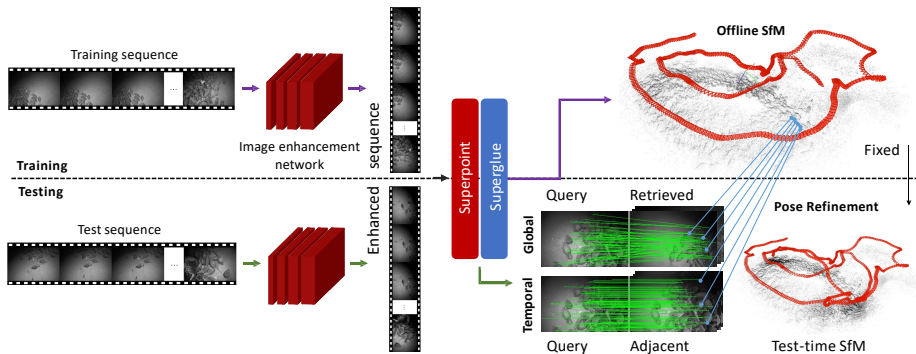 Training sequence
...
Image enhancement
network
Training
Testing
Test sequence
...
Enhanced sequence
...
...
Superpoint
Superglue
Offline SfM
Fixed
Query Retrieved
Global
Temporal
Query Adjacent
Pose Refinement
Test-time SfM